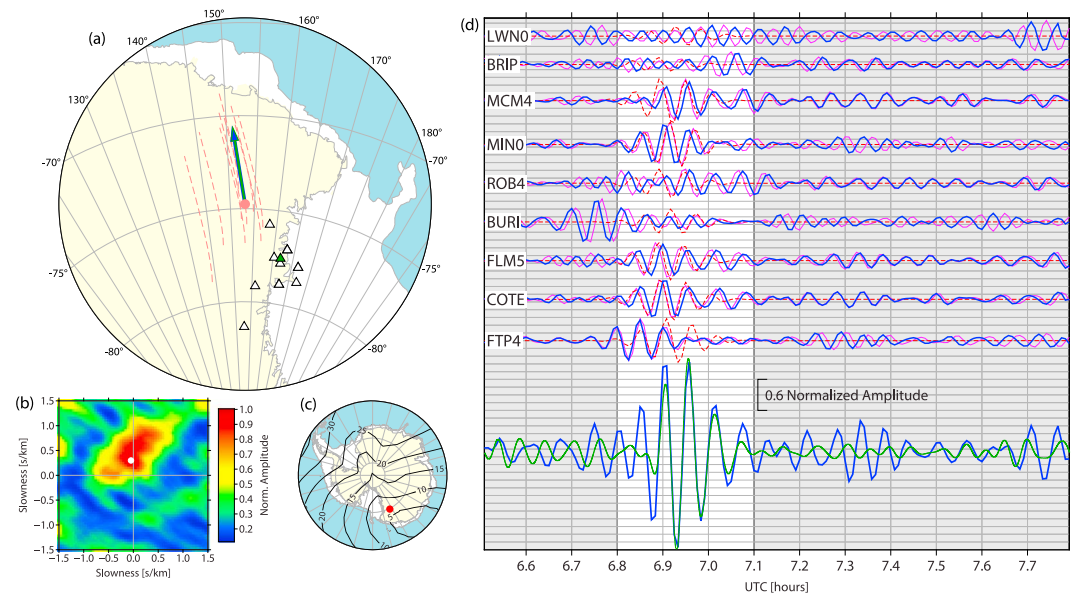 (a)
150°
160°
140°
170°
130°
180°
-70°
-70°
-75°
-75°
-80°
-80°
(b)
1.5
1.0
0.5
0.0
-0.5
-1.0
-1.5
Slowness [s/km]
-1.5 -1.0 -0.5 0.0 0.5 1.0 1.5
Slowness [s/km]
1.0
0.9
0.8
0.7
0.6
0.5
0.4
0.3
0.2
Norm. Amplitude
(c)
30
25
20
15
15
10
20
15
5
10
10
(d)
LWN0
BRIP
MCM4
MIN0
ROB4
BURI
FLM5
COTE
FTP4
0.6 Normalized Amplitude
6.6 6.7 6.8 6.9 7.0 7.1 7.2 7.3 7.4 7.5 7.6 7.7
UTC [hours]